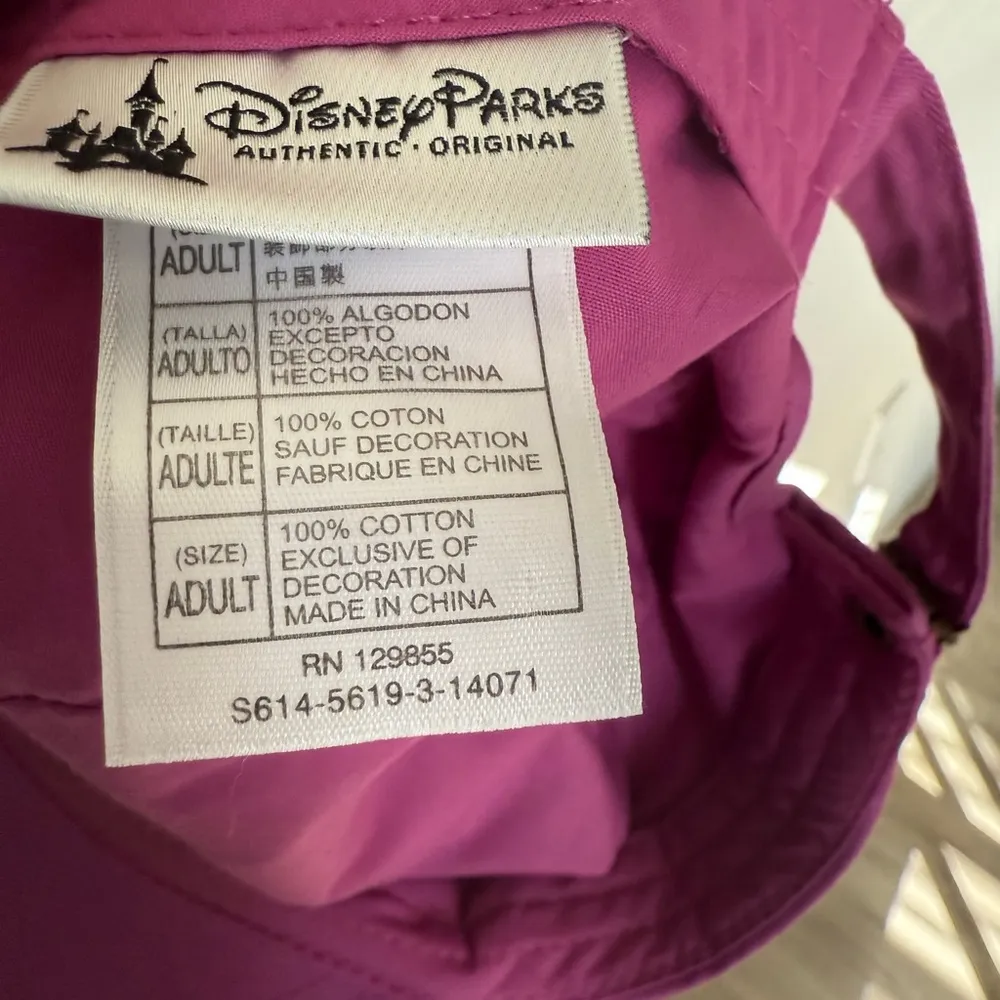 DISNEY PARKS
AUTHENTIC · ORIGINAL
ADULT
中国製
(TALLA)
ADULTO
100% ALGODON
EXCEPTO
DECORACION
HECHO EN CHINA
(TAILLE)
ADULTE
100% COTON
SAUF DECORATION
FABRIQUE EN CHINE
(SIZE)
ADULT
100% COTTON
EXCLUSIVE OF
DECORATION
MADE IN CHINA
RN 129855
S614-5619-3-14071